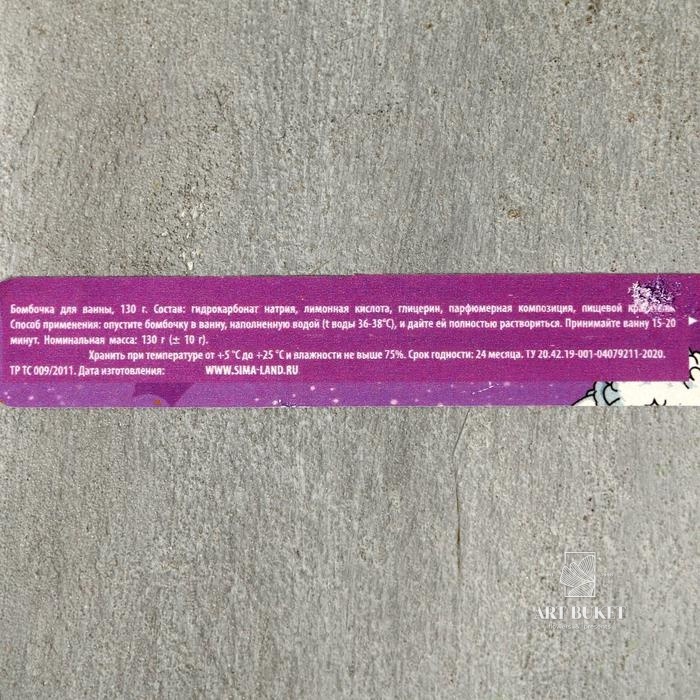 Бомбочка для ванны, 130 г. Состав: гидрокарбонат натрия, лимонная кислота, глицерин, парфюмерная композиция, пищевой краситель.
Способ применения: опустите бомбочку в ванну, наполненную водой (t воды 36-38°С), и дайте ей полностью раствориться. Принимайте ванну 15-20
минут. Номинальная масса: 130 г (± 10 г).
Хранить при температуре от +5 °С до +25 °С и влажности не выше 75%. Срок годности: 24 месяца. ТУ 20.42.19-001-04079211-2020.
ТР ТС 009/2011. Дата изготовления: WWW.SIMA-LAND.RU
ART BUKET